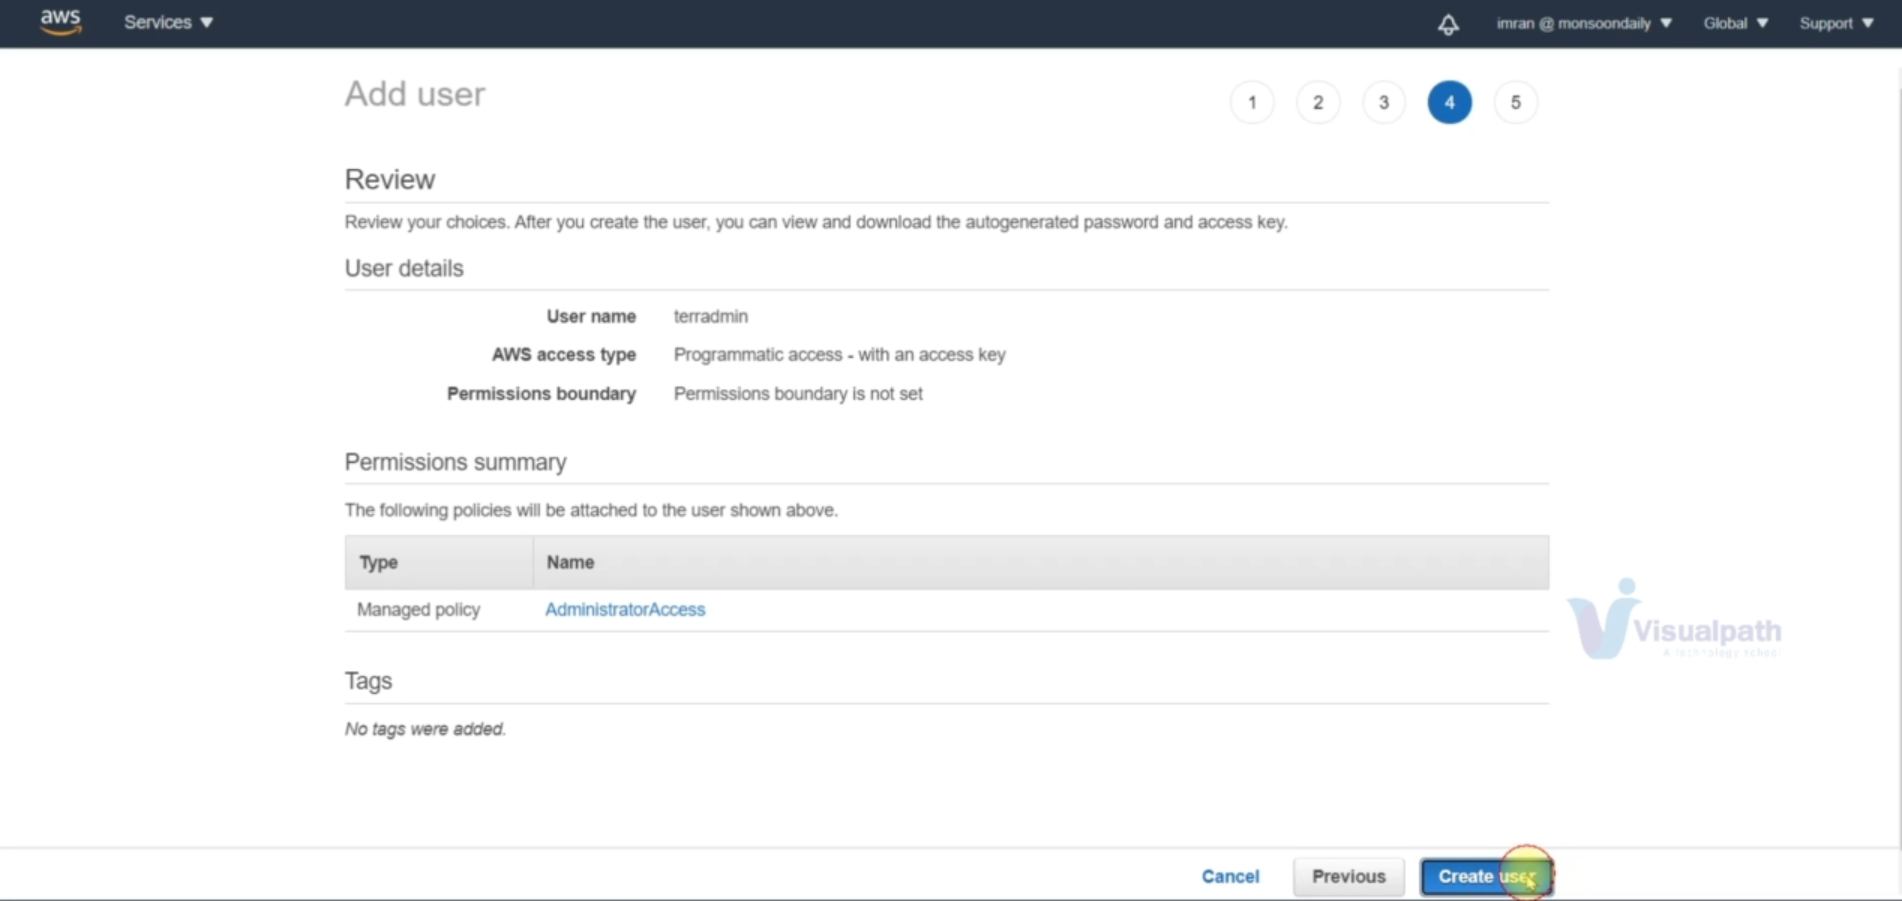 aws Services ▼ imran @ monsoondaily ▼ Global ▼ Support ▼
Add user 1 2 3 4 5
Review
Review your choices. After you create the user, you can view and download the autogenerated password and access key.
User details
User name terradmin
AWS access type Programmatic access - with an access key
Permissions boundary Permissions boundary is not set
Permissions summary
The following policies will be attached to the user shown above.
Type Name
Managed policy AdministratorAccess
Visualpath
A technology school
Tags
No tags were added.
Cancel Previous Create user